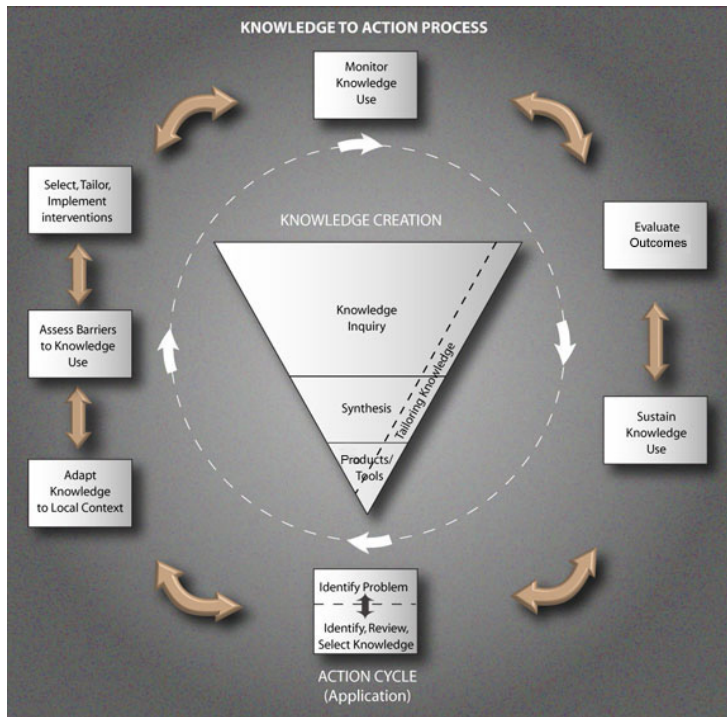 KNOWLEDGE TO ACTION PROCESS
Monitor
Knowledge
Use
Select, Tailor,
Implement
interventions
KNOWLEDGE CREATION
Evaluate
Outcomes
Knowledge
Inquiry
Assess Barriers
to Knowledge
Use
Tailoring Knowledge
Synthesis
Sustain
Knowledge
Use
Products/
Tools
Adapt
Knowledge
to Local Context
Identify Problem
Identify, Review,
Select Knowledge
ACTION CYCLE
(Application)